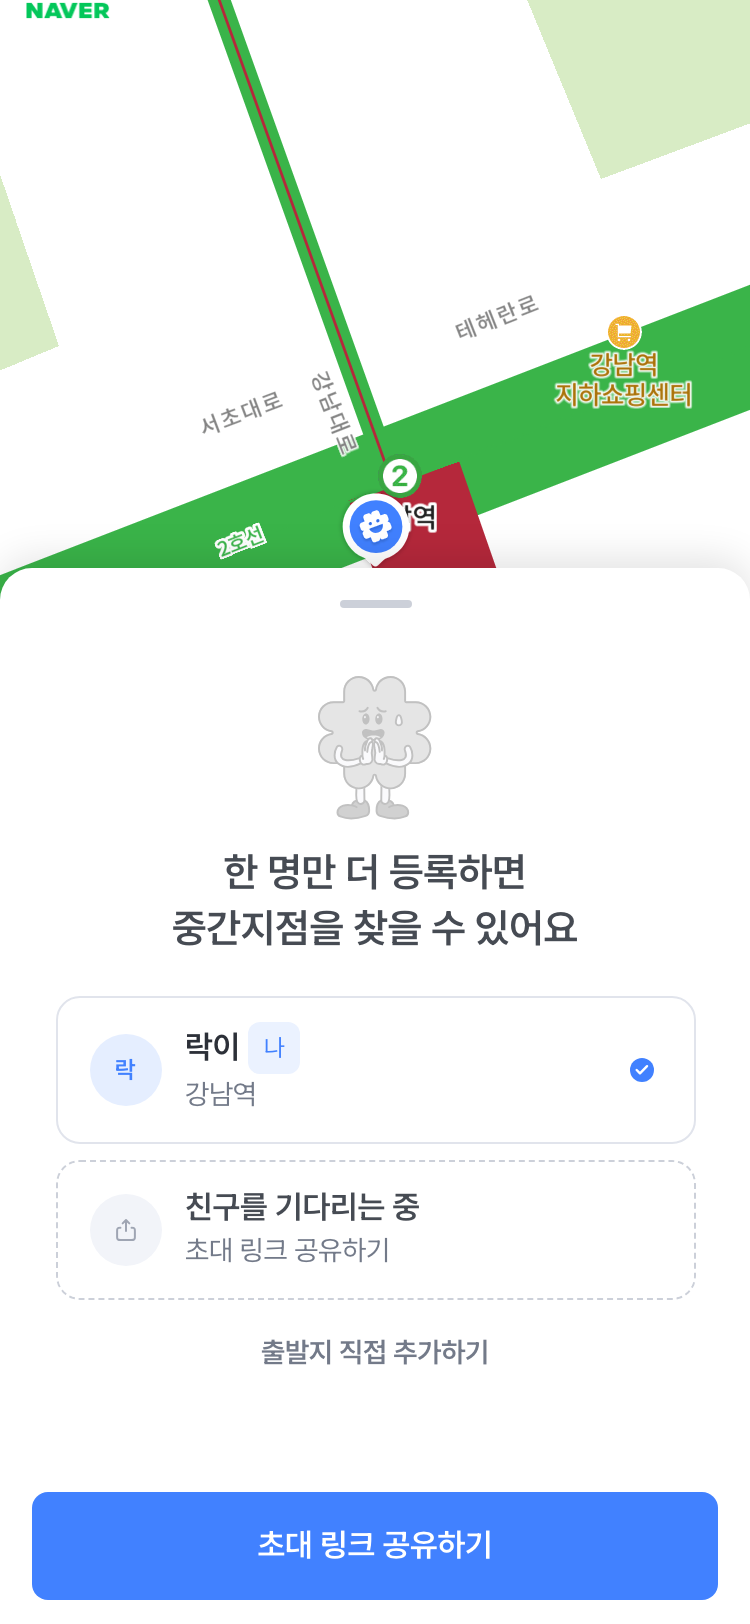 NAVER
테헤란로
강남역
지하쇼핑센터
서초대로
강남대로
2
역
2호선
한 명만 더 등록하면
중간지점을 찾을 수 있어요
락
락이 나
강남역
친구를 기다리는 중
초대 링크 공유하기
출발지 직접 추가하기
초대 링크 공유하기